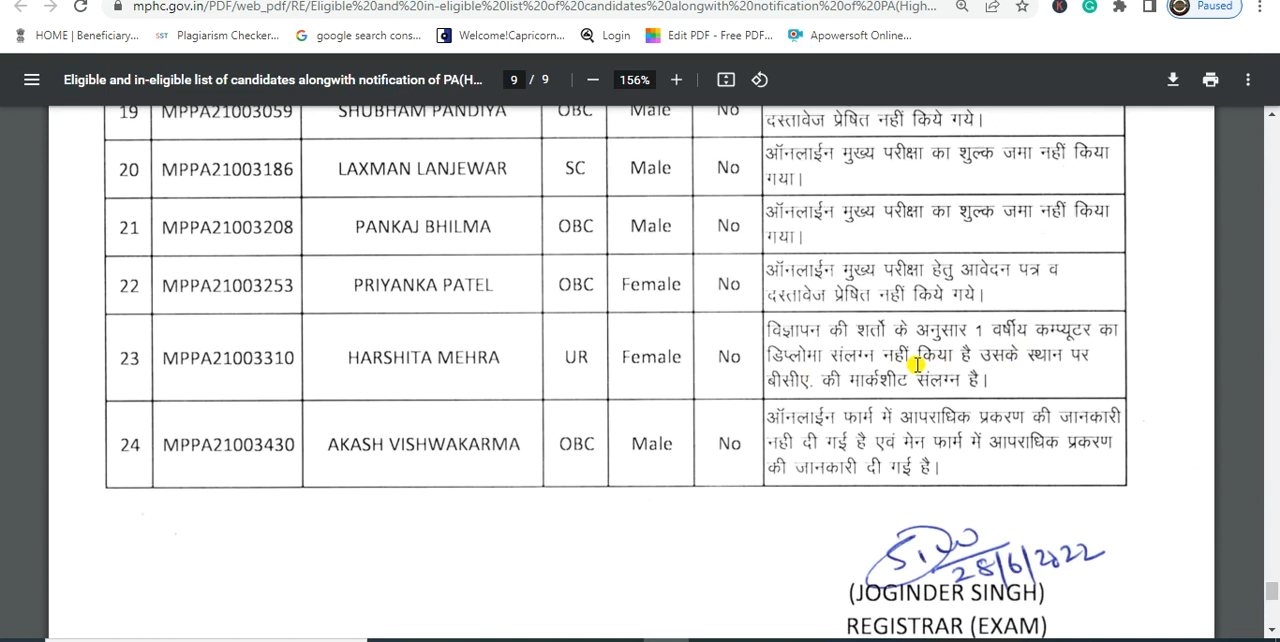 mphc.gov.in/PDF/web_pdf/RE/Eligible%20and%20in-eligible%20list%20of%20candidates%20alongwith%20notification%20of%20PA(High...
K
Paused
HOME | Beneficiary...
SST Plagiarism Checker...
google search cons...
Welcome!Capricorn...
Login
Edit PDF - Free PDF...
Apowersoft Online...
Eligible and in-eligible list of candidates alongwith notification of PA(H... 9 / 9 — 156% +
19 MPPA21003059 SHUBHAM PANDIYA OBC Male No दस्तावेज प्रेषित नहीं किये गये।
20 MPPA21003186 LAXMAN LANJEWAR SC Male No ऑनलाईन मुख्य परीक्षा का शुल्क जमा नहीं किया
गया।
21 MPPA21003208 PANKAJ BHILMA OBC Male No ऑनलाईन मुख्य परीक्षा का शुल्क जमा नहीं किया
गया।
22 MPPA21003253 PRIYANKA PATEL OBC Female No ऑनलाईन मुख्य परीक्षा हेतु आवेदन पत्र व
दस्तावेज प्रेषित नहीं किये गये।
23 MPPA21003310 HARSHITA MEHRA UR Female No विज्ञापन की शर्तो के अनुसार 1 वर्षीय कम्प्यूटर का
डिप्लोमा संलग्न नहीं किया है उसके स्थान पर
बीसीए. की मार्कशीट संलग्न है।
24 MPPA21003430 AKASH VISHWAKARMA OBC Male No ऑनलाईन फार्म में आपराधिक प्रकरण की जानकारी
नही दी गई है एवं मेन फार्म में आपराधिक प्रकरण
की जानकारी दी गई है।
28/6/2022
(JOGINDER SINGH)
REGISTRAR (EXAM)